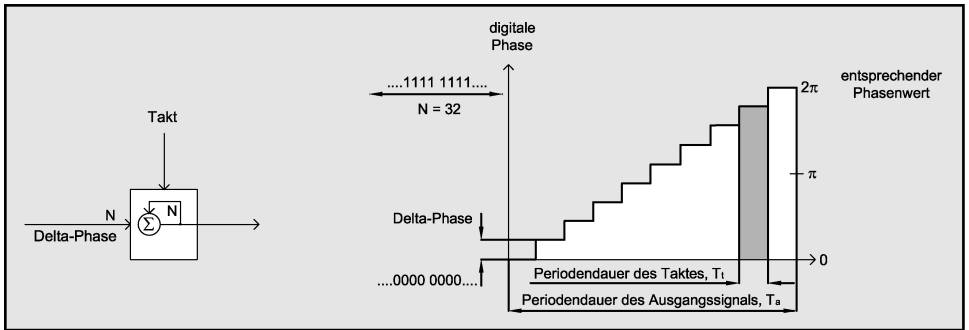 Takt
N
N
Σ
Delta-Phase
digitale
Phase
....1111 1111....
N = 32
entsprechender
Phasenwert
2π
π
0
Delta-Phase
....0000 0000....
Periodendauer des Taktes, Tt
Periodendauer des Ausgangssignals, Ta